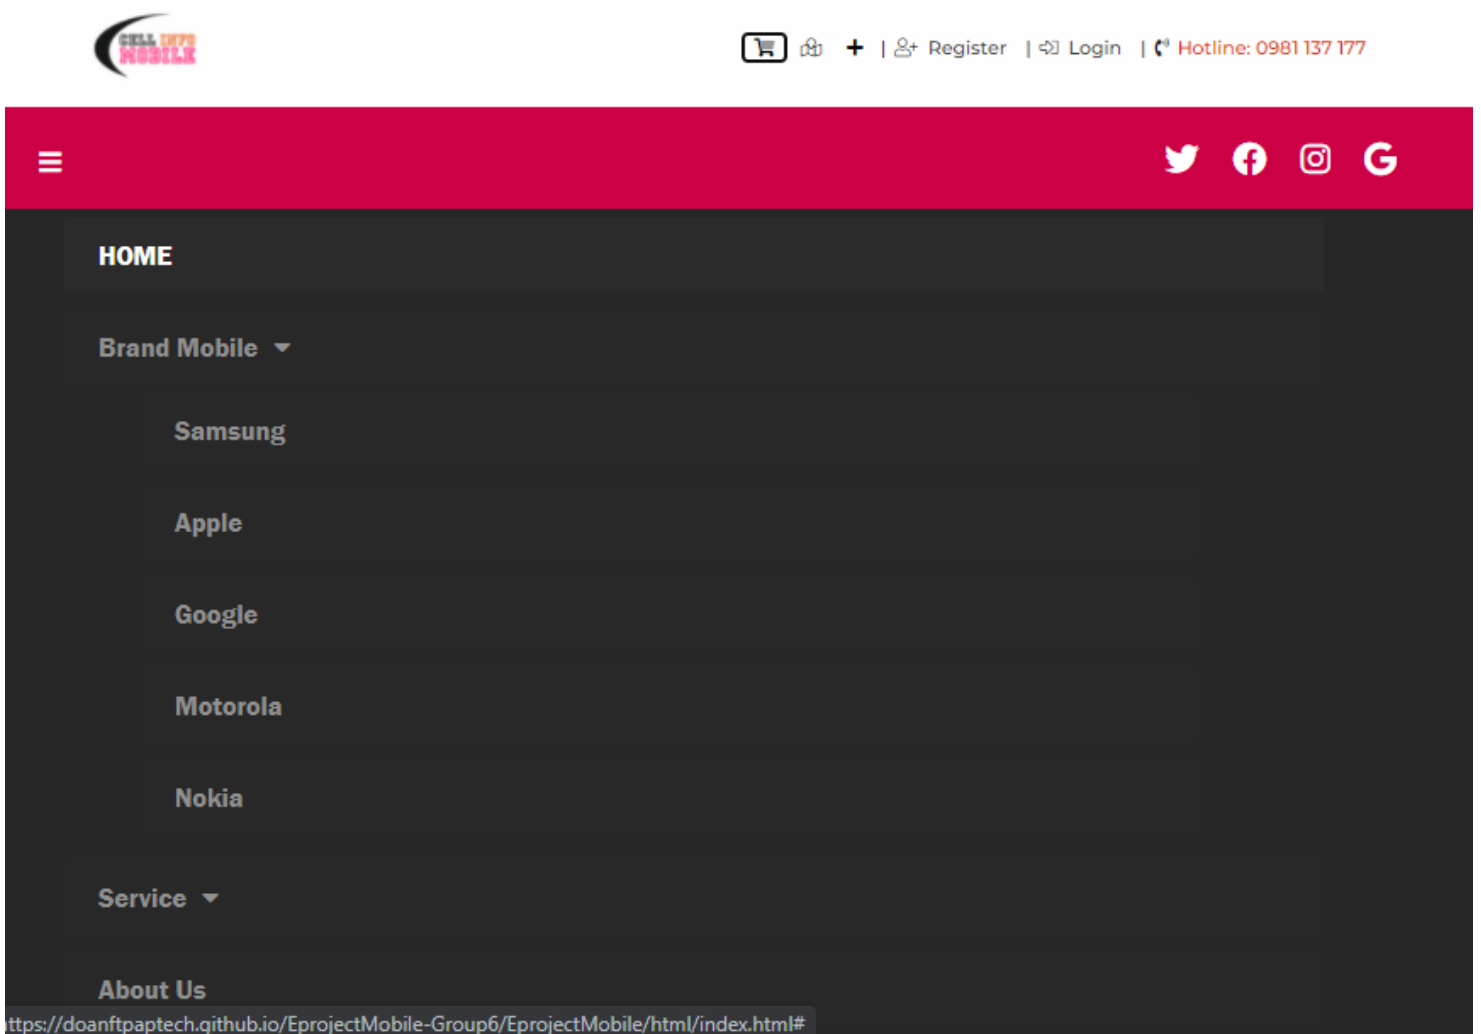 CELL INFO
MOBILE
| Register | Login | Hotline: 0981 137 177
HOME
Brand Mobile
Samsung
Apple
Google
Motorola
Nokia
Service
About Us
ttps://doanftpaptech.github.io/EprojectMobile-Group6/EprojectMobile/html/index.html#